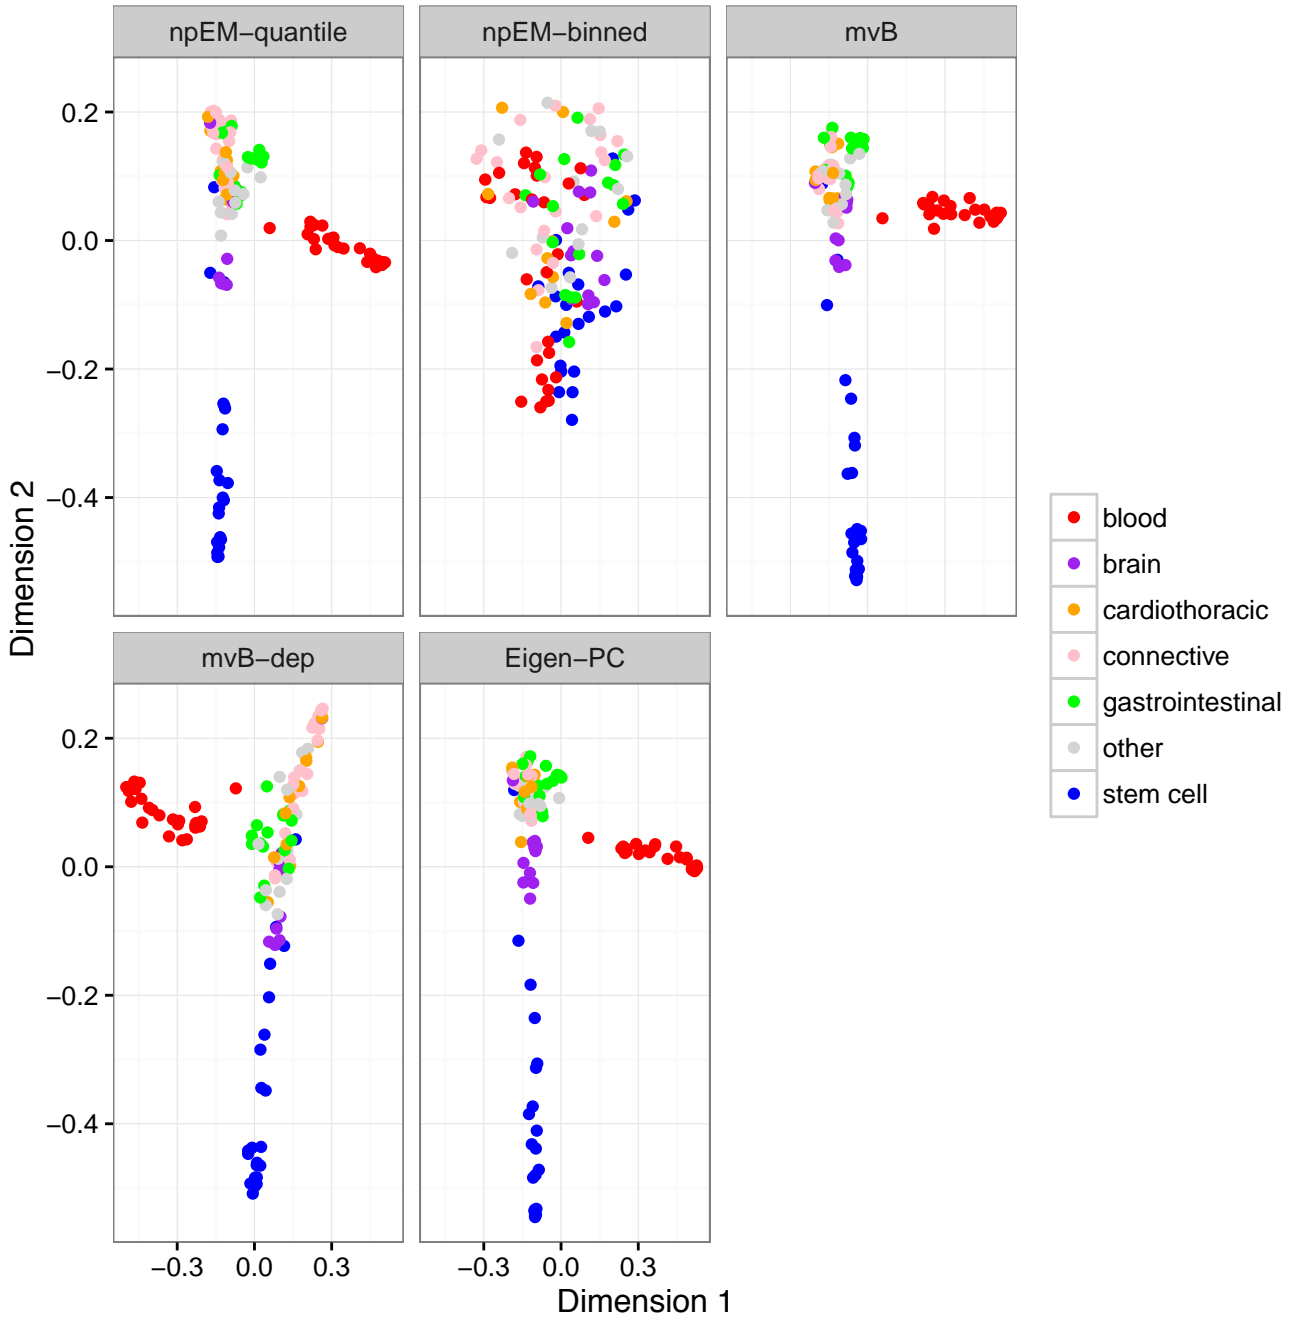 npEM−quantile
npEM−binned
mvB
0.2
0.0
−0.2
−0.4
Dimension 2
blood
brain
cardiothoracic
connective
gastrointestinal
other
stem cell
mvB−dep
Eigen−PC
0.2
0.0
−0.2
−0.4
−0.3 0.0 0.3
−0.3 0.0 0.3
Dimension 1